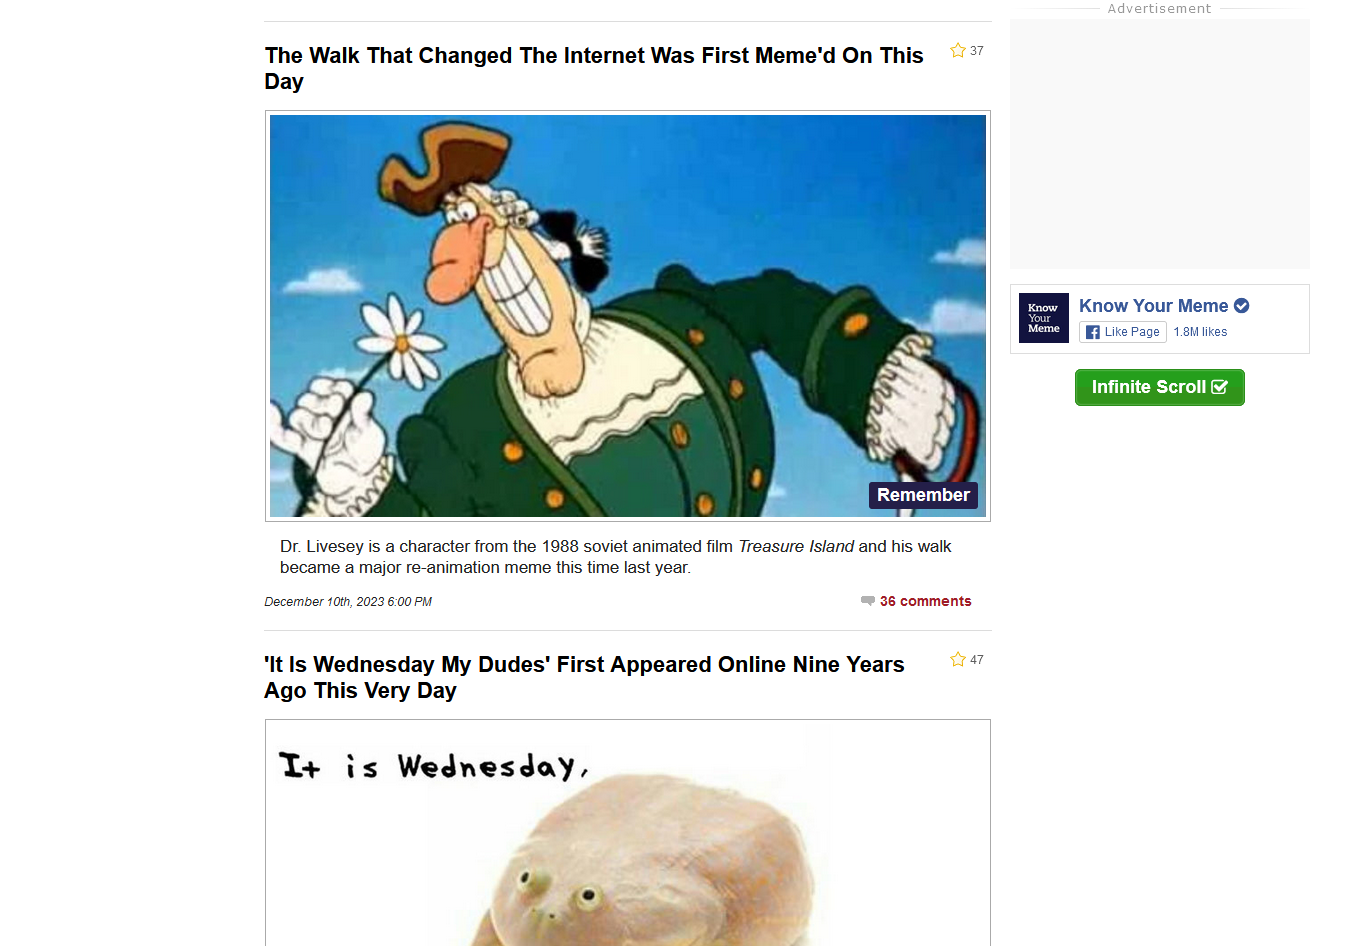 Advertisement
The Walk That Changed The Internet Was First Meme'd On This
Day
37
Remember
Dr. Livesey is a character from the 1988 soviet animated film Treasure Island and his walk
became a major re-animation meme this time last year.
December 10th, 2023 6:00 PM
36 comments
'It Is Wednesday My Dudes' First Appeared Online Nine Years
Ago This Very Day
47
It is Wednesday,
Know
Your
Meme
Know Your Meme
Like Page
1.8M likes
Infinite Scroll